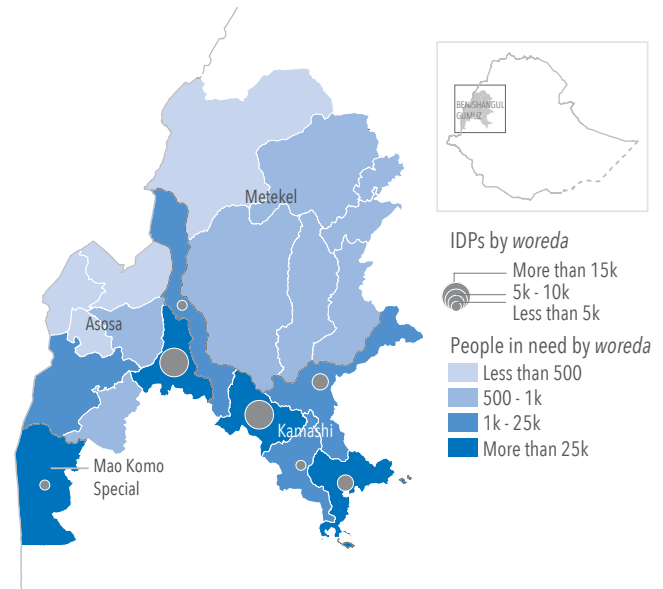 BENISHANGUL
GUMUZ
Metekel
Asosa
Kamashi
Mao Komo
Special
IDPs by woreda
More than 15k
5k - 10k
Less than 5k
People in need by woreda
Less than 500
500 - 1k
1k - 25k
More than 25k